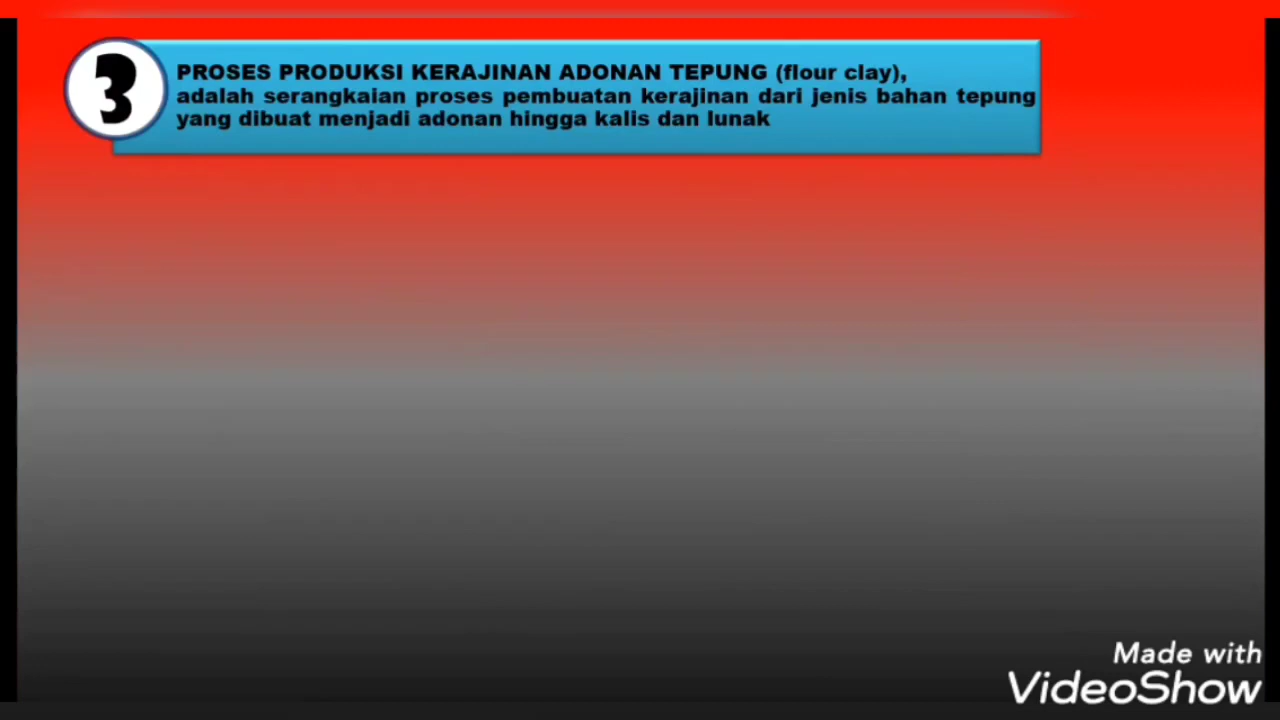 3
PROSES PRODUKSI KERAJINAN ADONAN TEPUNG (flour clay),
adalah serangkaian proses pembuatan kerajinan dari jenis bahan tepung
yang dibuat menjadi adonan hingga kalis dan lunak
Made with
VideoShow